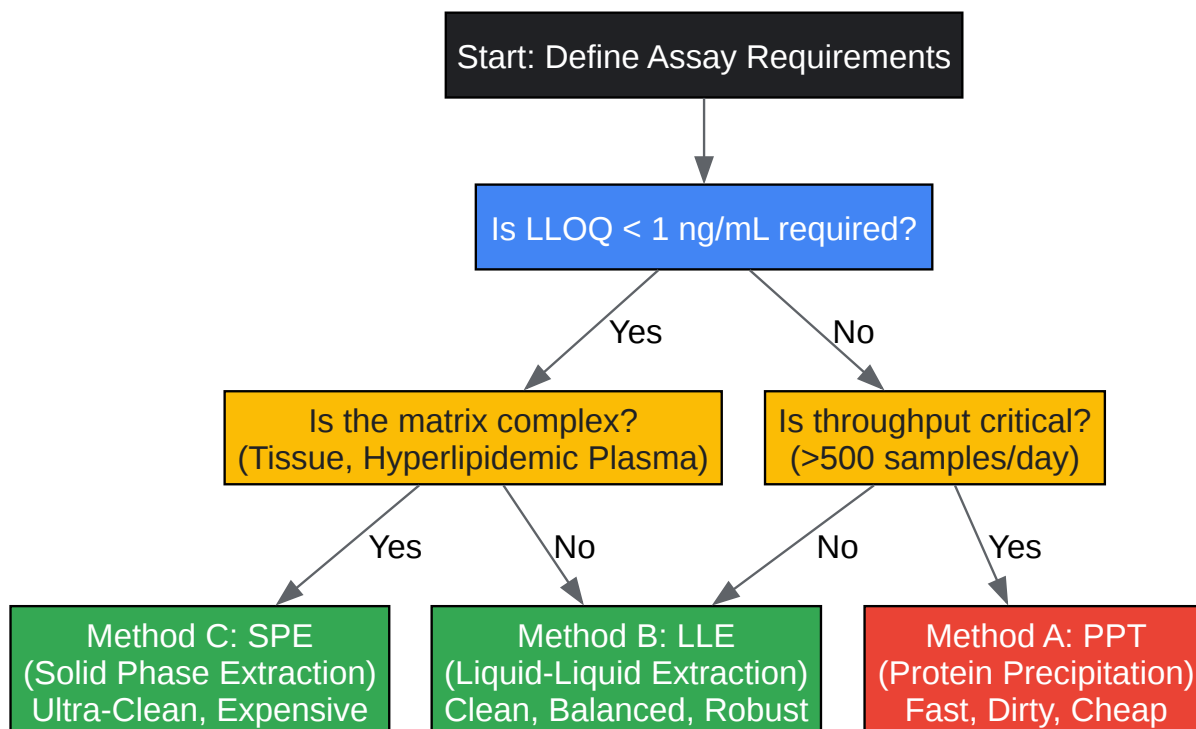 Start: Define Assay Requirements
Is LLOQ < 1 ng/mL required?
Yes
No
Is the matrix complex?
(Tissue, Hyperlipidemic Plasma)
Is throughput critical?
(>500 samples/day)
Yes
No
No
Yes
Method C: SPE
(Solid Phase Extraction)
Ultra-Clean, Expensive
Method B: LLE
(Liquid-Liquid Extraction)
Clean, Balanced, Robust
Method A: PPT
(Protein Precipitation)
Fast, Dirty, Cheap